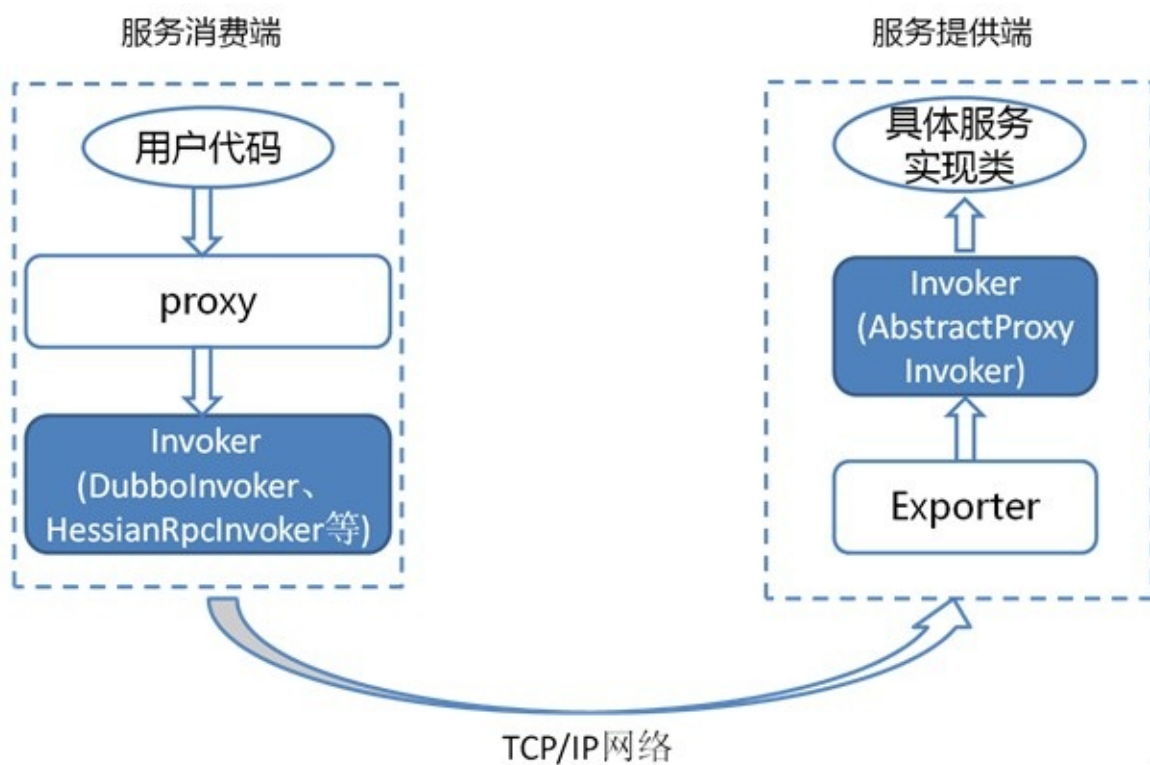 服务消费端
用户代码
proxy
Invoker
(DubboInvoker、
HessianRpcInvoker等)
服务提供端
具体服务
实现类
Invoker
(AbstractProxy
Invoker)
Exporter
TCP/IP网络